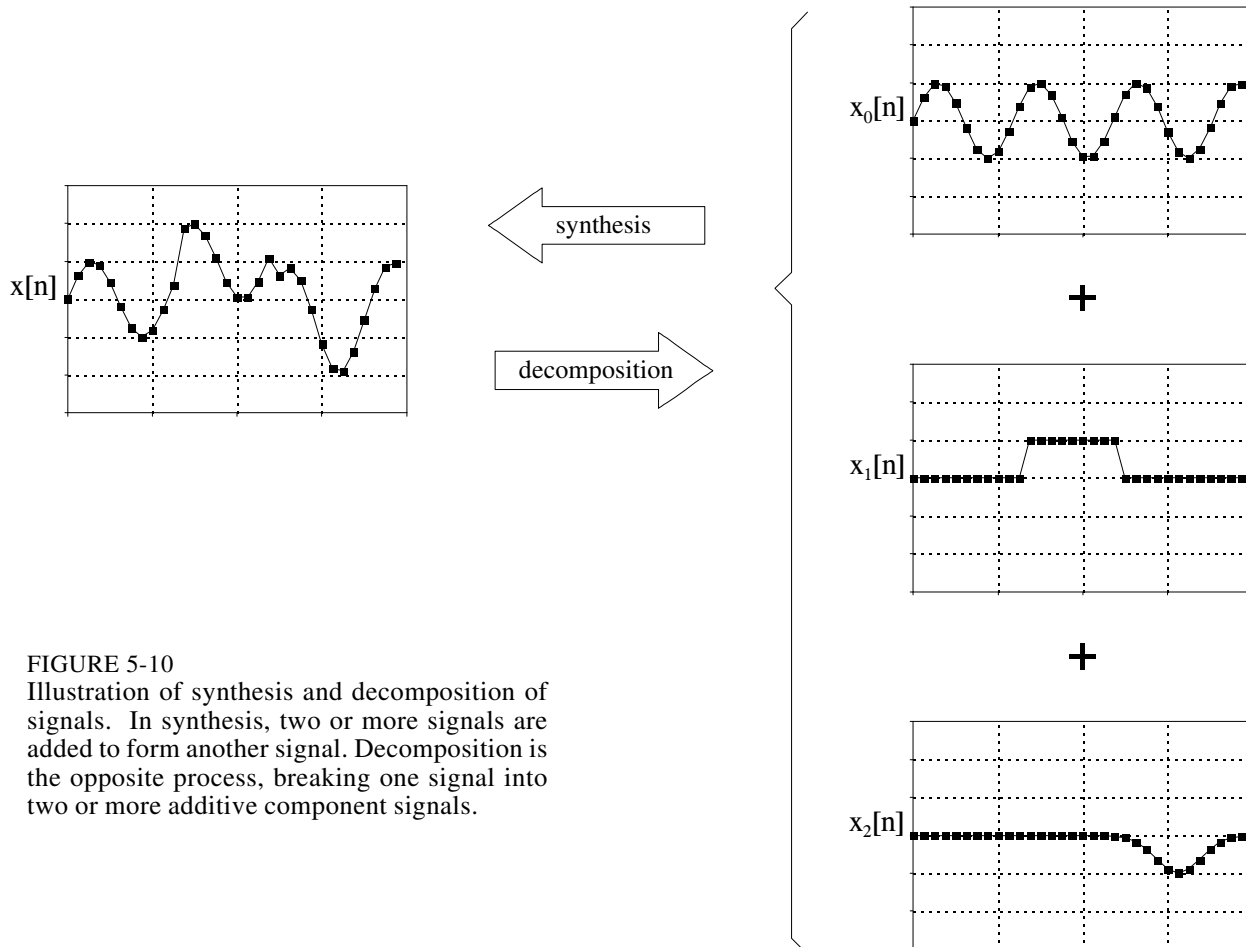 x₀[n]
synthesis
x[n]
+
decomposition
x₁[n]
+
FIGURE 5-10
Illustration of synthesis and decomposition of
signals. In synthesis, two or more signals are
added to form another signal. Decomposition is
the opposite process, breaking one signal into
two or more additive component signals.
x₂[n]